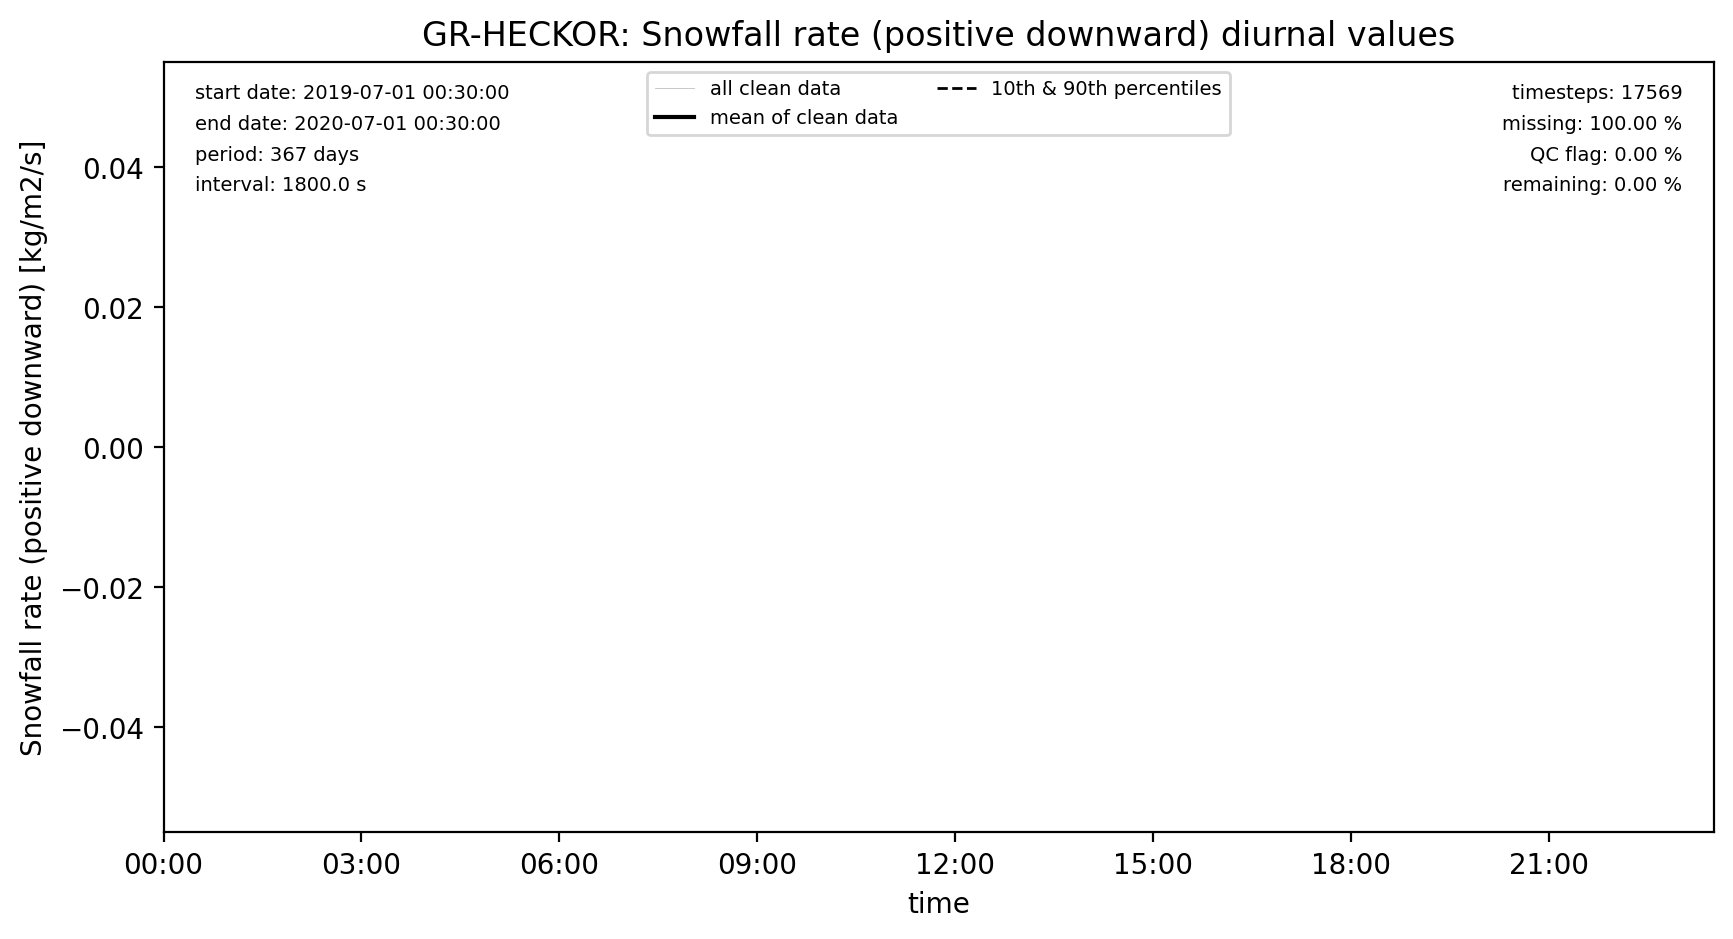 GR-HECKOR: Snowfall rate (positive downward) diurnal values
start date: 2019-07-01 00:30:00
end date: 2020-07-01 00:30:00
period: 367 days
interval: 1800.0 s
all clean data
mean of clean data
10th & 90th percentiles
timesteps: 17569
missing: 100.00 %
QC flag: 0.00 %
remaining: 0.00 %
Snowfall rate (positive downward) [kg/m2/s]
0.04
0.02
0.00
−0.02
−0.04
00:00 03:00 06:00 09:00 12:00 15:00 18:00 21:00
time